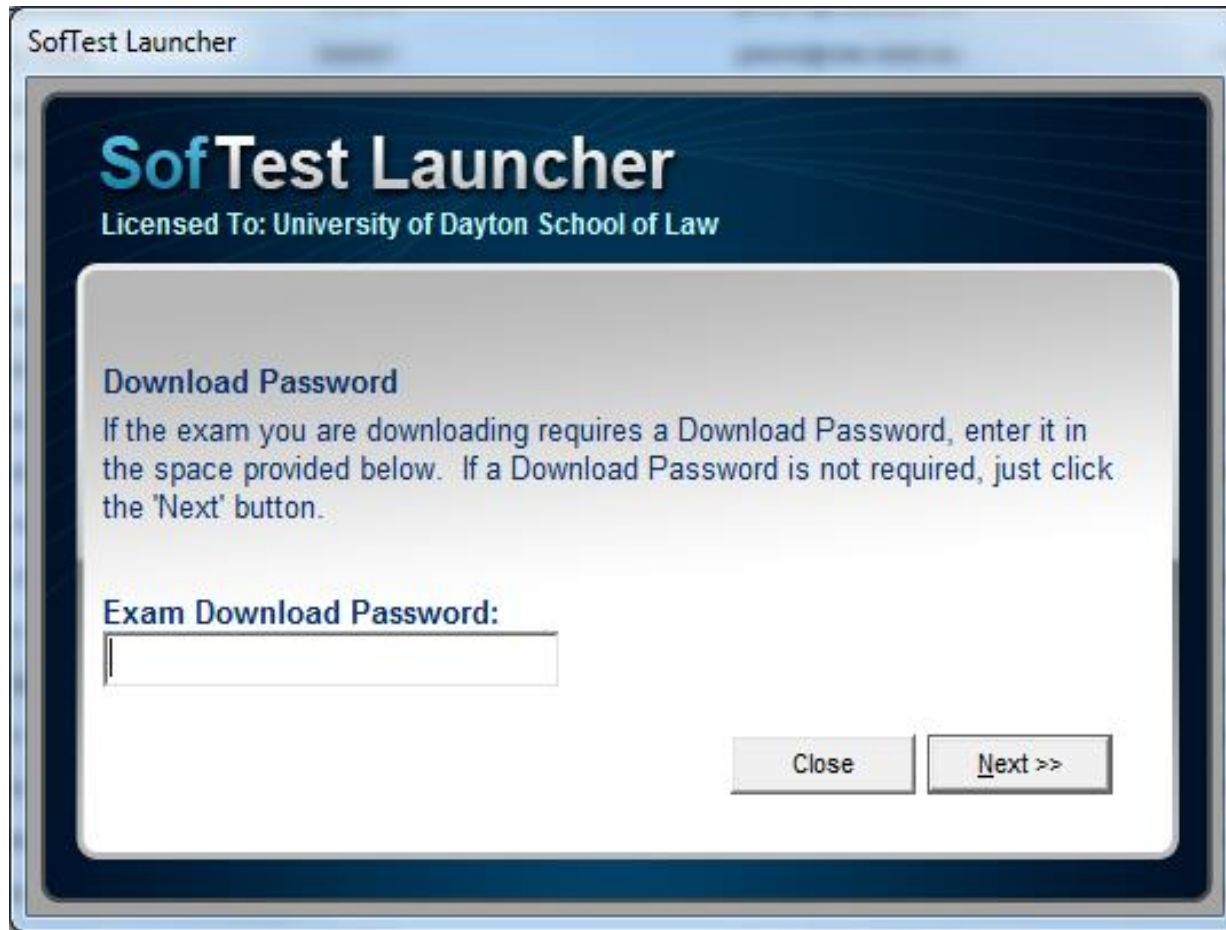 SofTest Launcher
SofTest Launcher
Licensed To: University of Dayton School of Law
Download Password
If the exam you are downloading requires a Download Password, enter it in
the space provided below.  If a Download Password is not required, just click
the 'Next' button.
Exam Download Password:
Close
Next >>